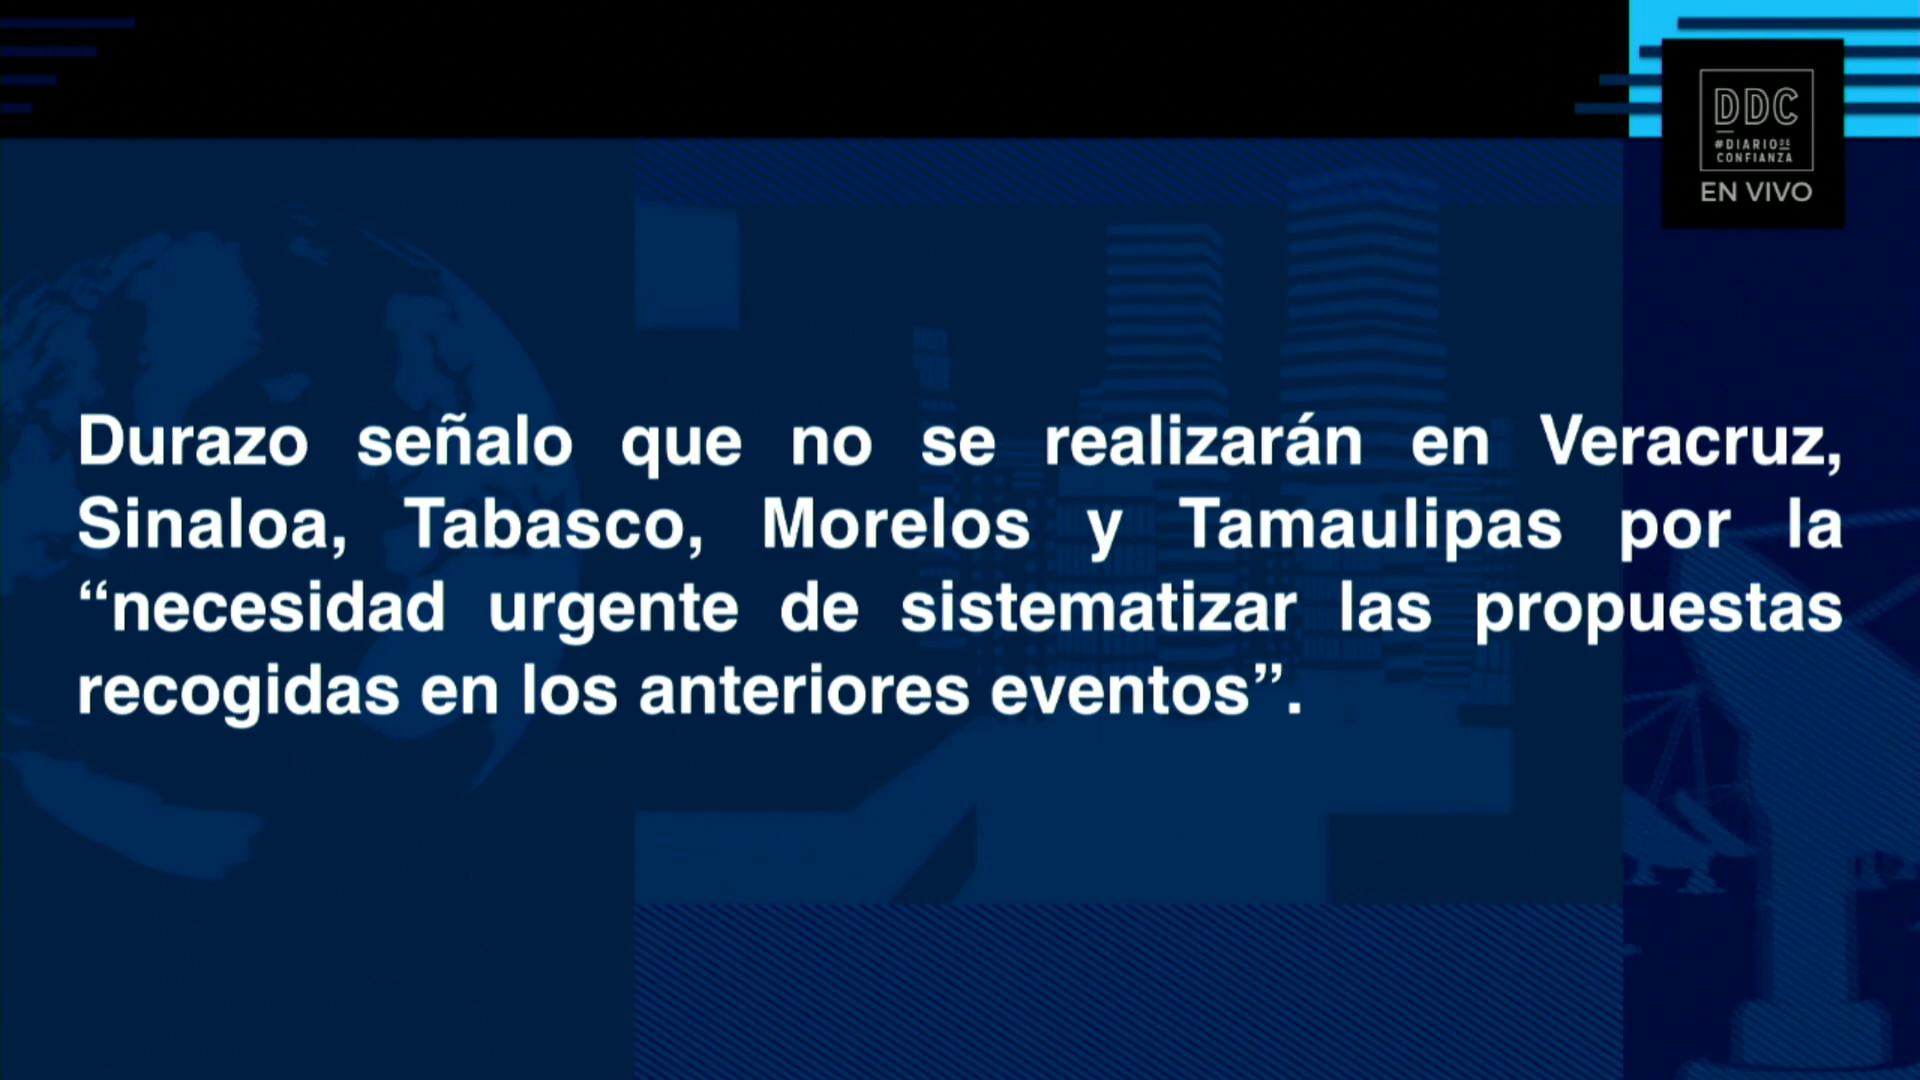 DDC
#DIARIO DE
CONFIANZA
EN VIVO
Durazo señalo que no se realizarán en Veracruz,
Sinaloa, Tabasco, Morelos y Tamaulipas por la
“necesidad urgente de sistematizar las propuestas
recogidas en los anteriores eventos”.